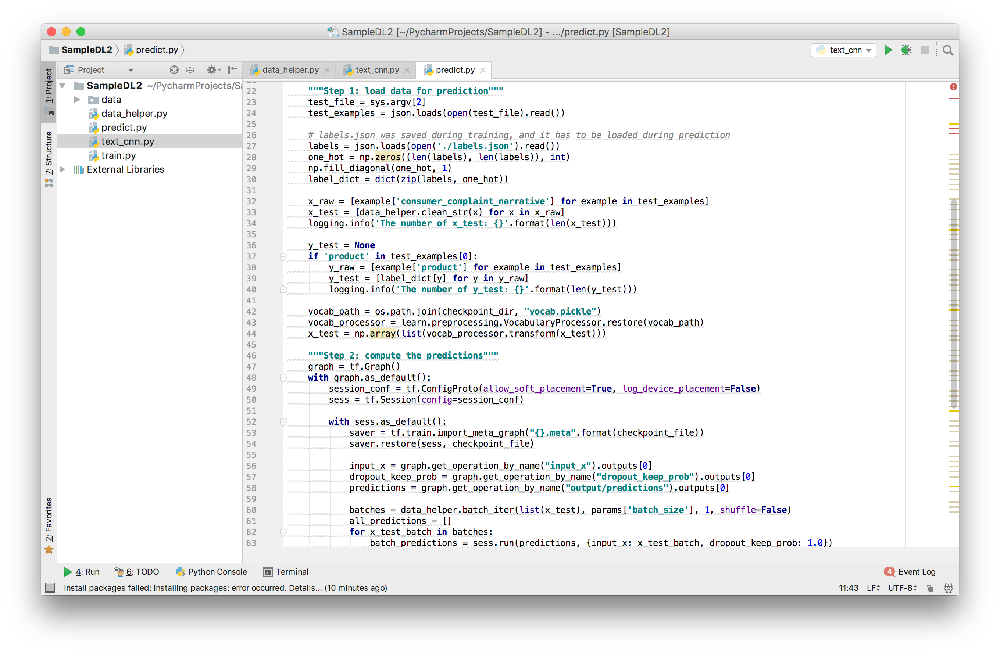 SampleDL2 [~/PycharmProjects/SampleDL2] - .../predict.py [SampleDL2]
SampleDL2 predict.py text_cnn
1: Project
7: Structure
2: Favorites
Project
SampleDL2 ~/PycharmProjects/Sa
data
data_helper.py
predict.py
text_cnn.py
train.py
External Libraries
data_helper.py text_cnn.py predict.py
22 """Step 1: load data for prediction"""
23 test_file = sys.argv[2]
24 test_examples = json.loads(open(test_file).read())
25
26 # labels.json was saved during training, and it has to be loaded during prediction
27 labels = json.loads(open('./labels.json').read())
28 one_hot = np.zeros((len(labels), len(labels)), int)
29 np.fill_diagonal(one_hot, 1)
30 label_dict = dict(zip(labels, one_hot))
31
32 x_raw = [example['consumer_complaint_narrative'] for example in test_examples]
33 x_test = [data_helper.clean_str(x) for x in x_raw]
34 logging.info('The number of x_test: {}'.format(len(x_test)))
35
36 y_test = None
37 if 'product' in test_examples[0]:
38 y_raw = [example['product'] for example in test_examples]
39 y_test = [label_dict[y] for y in y_raw]
40 logging.info('The number of y_test: {}'.format(len(y_test)))
41
42 vocab_path = os.path.join(checkpoint_dir, "vocab.pickle")
43 vocab_processor = learn.preprocessing.VocabularyProcessor.restore(vocab_path)
44 x_test = np.array(list(vocab_processor.transform(x_test)))
45
46 """Step 2: compute the predictions"""
47 graph = tf.Graph()
48 with graph.as_default():
49 session_conf = tf.ConfigProto(allow_soft_placement=True, log_device_placement=False)
50 sess = tf.Session(config=session_conf)
51
52 with sess.as_default():
53 saver = tf.train.import_meta_graph("{}.meta".format(checkpoint_file))
54 saver.restore(sess, checkpoint_file)
55
56 input_x = graph.get_operation_by_name("input_x").outputs[0]
57 dropout_keep_prob = graph.get_operation_by_name("dropout_keep_prob").outputs[0]
58 predictions = graph.get_operation_by_name("output/predictions").outputs[0]
59
60 batches = data_helper.batch_iter(list(x_test), params['batch_size'], 1, shuffle=False)
61 all_predictions = []
62 for x_test_batch in batches:
63 batch_predictions = sess.run(predictions, {input_x: x_test_batch, dropout_keep_prob: 1.0})
4: Run 6: TODO Python Console Terminal 4 Event Log
Install packages failed: Installing packages: error occurred. Details... (10 minutes ago) 11:43 LF UTF-8